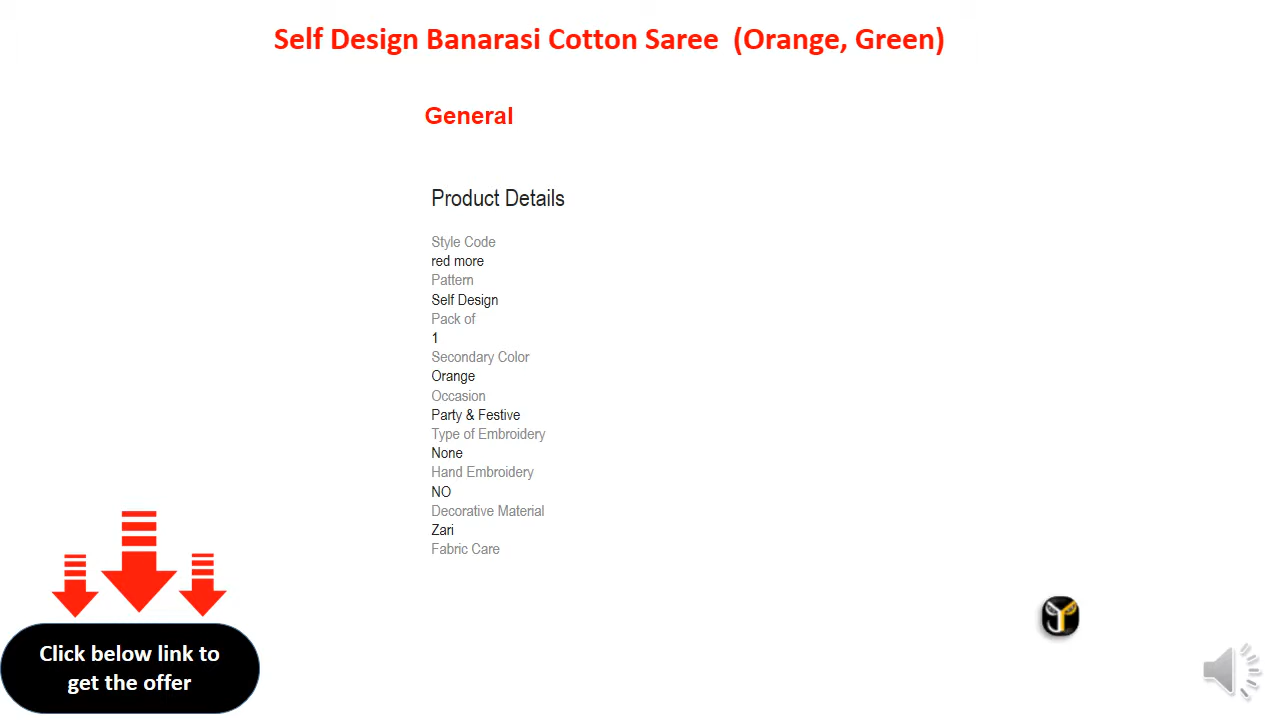 Self Design Banarasi Cotton Saree  (Orange, Green)
General
Product Details
Style Code
red more
Pattern
Self Design
Pack of
1
Secondary Color
Orange
Occasion
Party & Festive
Type of Embroidery
None
Hand Embroidery
NO
Decorative Material
Zari
Fabric Care
Click below link to
get the offer